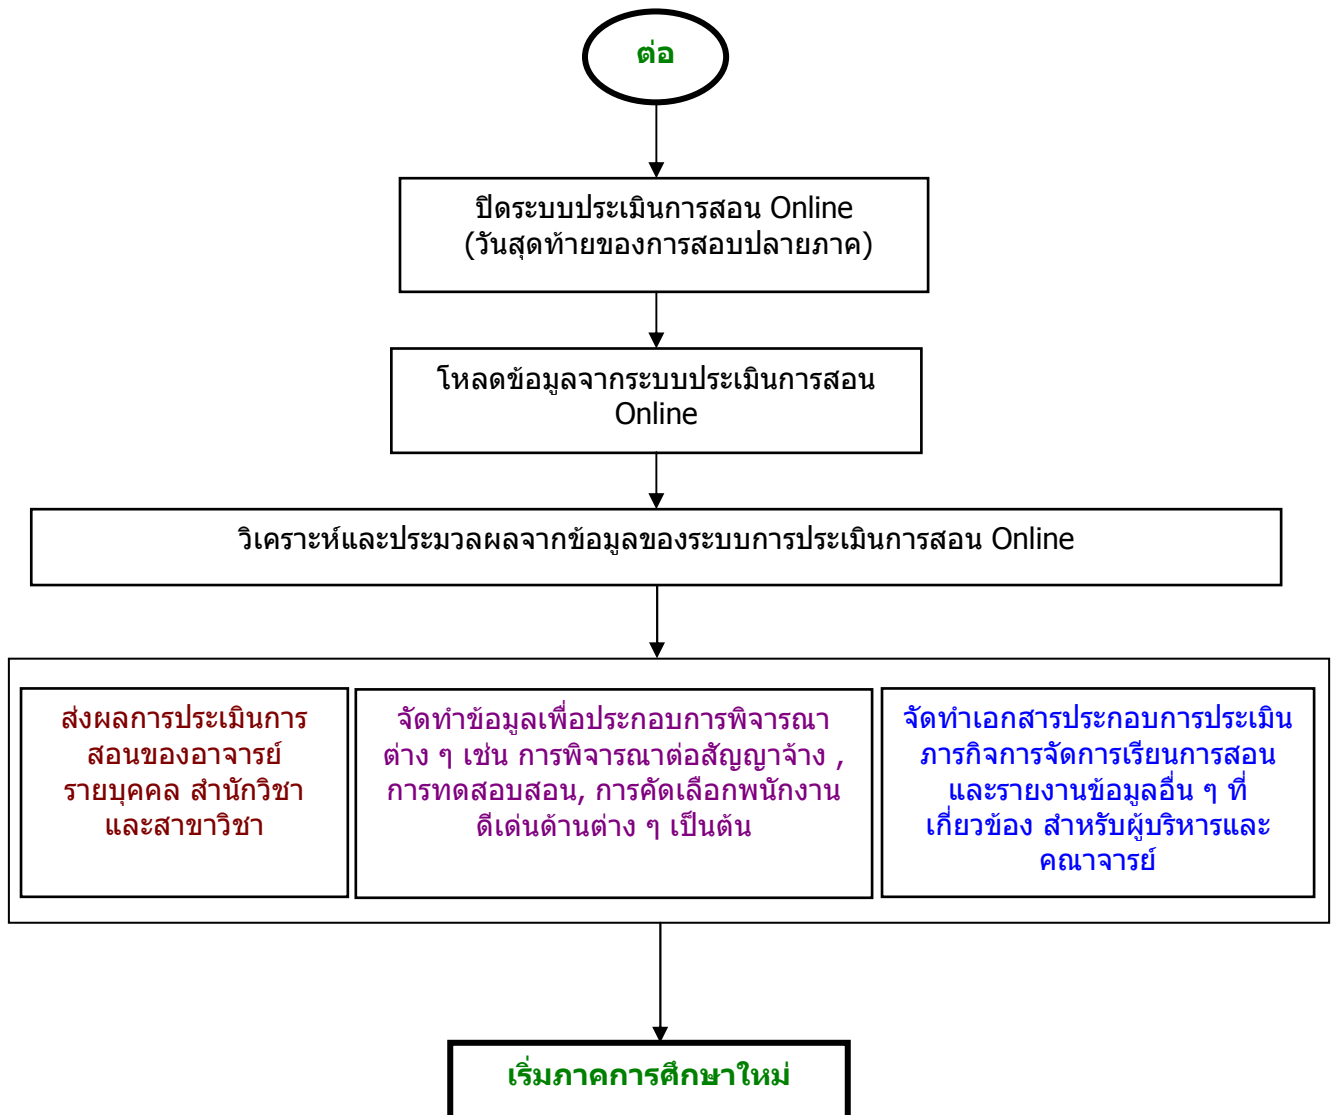 ต่อ
ปิดระบบประเมินการสอน Online
(วันสุดท้ายของการสอบปลายภาค)
โหลดข้อมูลจากระบบประเมินการสอน
Online
วิเคราะห์และประมวลผลจากข้อมูลของระบบการประเมินการสอน Online
ส่งผลการประเมินการ
สอนของอาจารย์
รายบุคคล สำนักวิชา
และสาขาวิชา
จัดทำข้อมูลเพื่อประกอบการพิจารณา
ต่าง ๆ เช่น การพิจารณาต่อสัญญาจ้าง ,
การทดสอบสอน, การคัดเลือกพนักงาน
ดีเด่นด้านต่าง ๆ เป็นต้น
จัดทำเอกสารประกอบการประเมิน
ภารกิจการจัดการเรียนการสอน
และรายงานข้อมูลอื่น ๆ ที่
เกี่ยวข้อง สำหรับผู้บริหารและ
คณาจารย์
เริ่มภาคการศึกษาใหม่